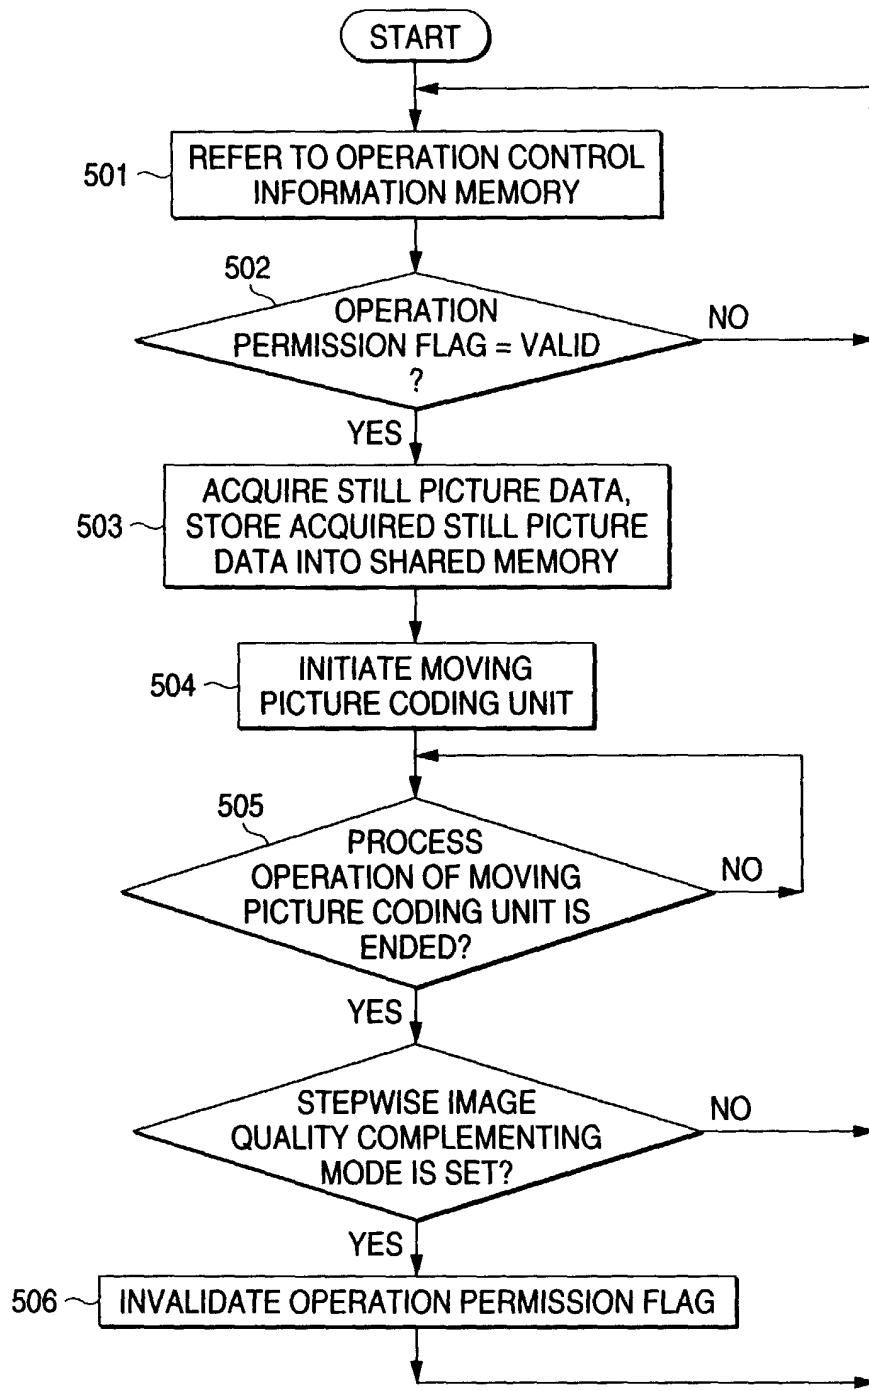 START
501
REFER TO OPERATION CONTROL
INFORMATION MEMORY
502
OPERATION
PERMISSION FLAG = VALID
?
NO
YES
503
ACQUIRE STILL PICTURE DATA,
STORE ACQUIRED STILL PICTURE
DATA INTO SHARED MEMORY
504
INITIATE MOVING
PICTURE CODING UNIT
505
PROCESS
OPERATION OF MOVING
PICTURE CODING UNIT IS
ENDED?
NO
YES
STEPWISE IMAGE
QUALITY COMPLEMENTING
MODE IS SET?
NO
YES
506
INVALIDATE OPERATION PERMISSION FLAG